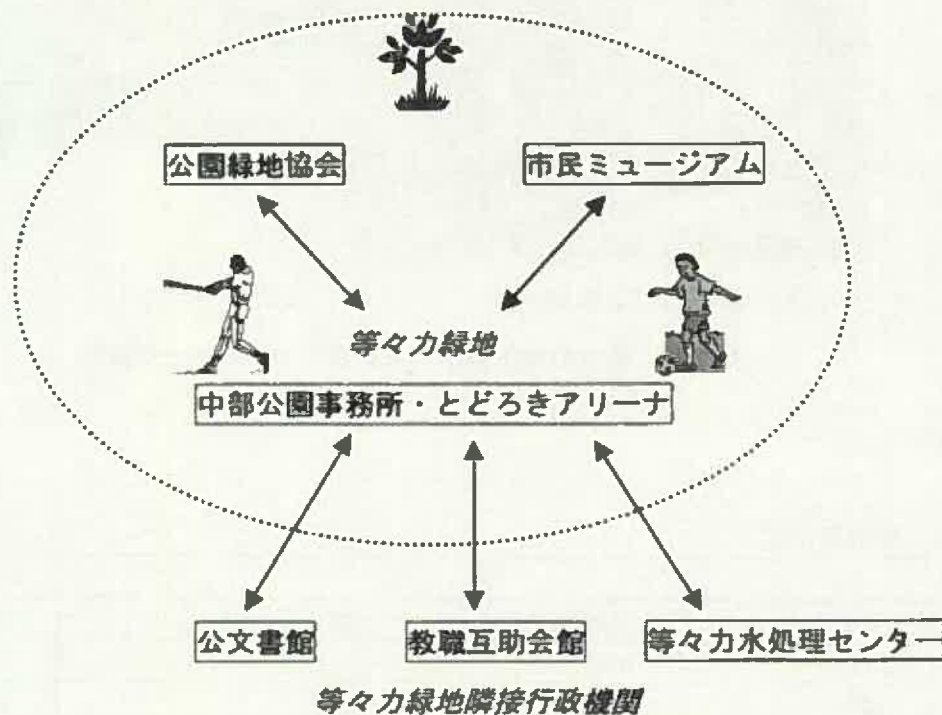 公園緑地協会
市民ミュージアム
等々力緑地
中部公園事務所・とどろきアリーナ
公文書館
教職互助会館
等々力水処理センター
等々力緑地隣接行政機関